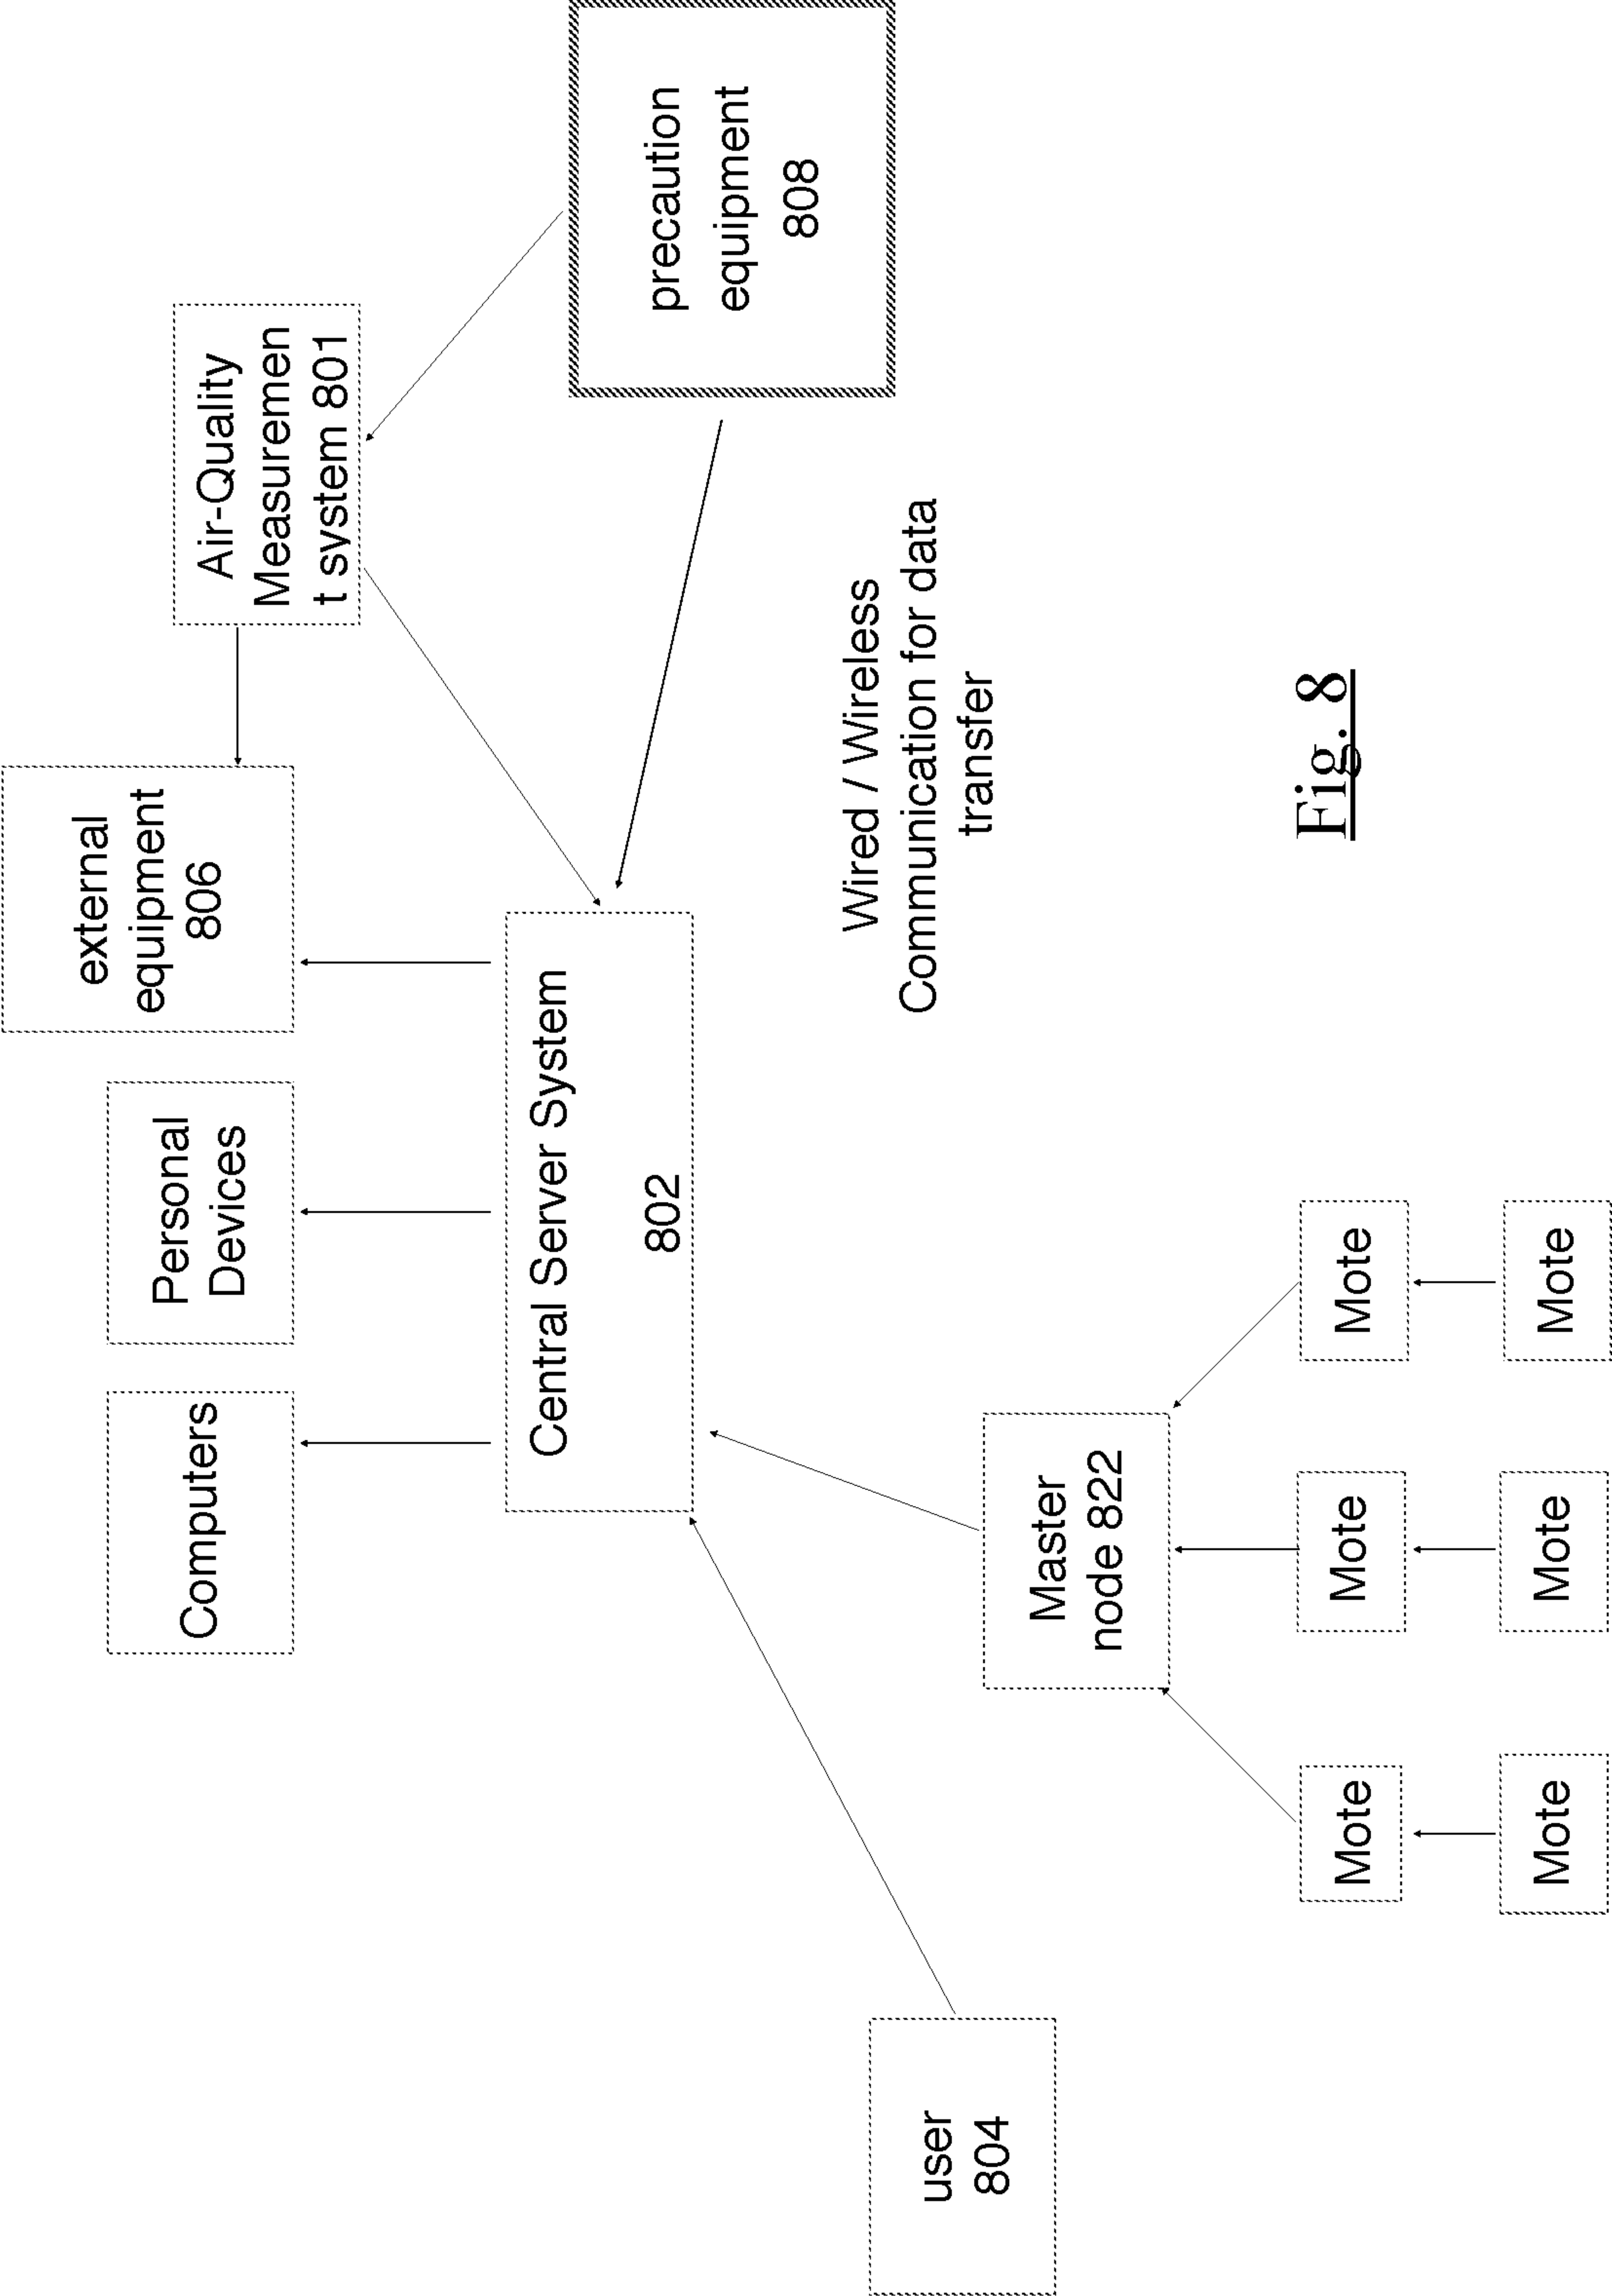 Computers
Personal
Devices
external
equipment
806
Air-Quality
Measuremen
t system 801
Central Server System
802
precaution
equipment
808
Wired / Wireless
Communication for data
transfer
user
804
Master
node 822
Mote
Mote
Mote
Mote
Mote
Mote
Fig. 8